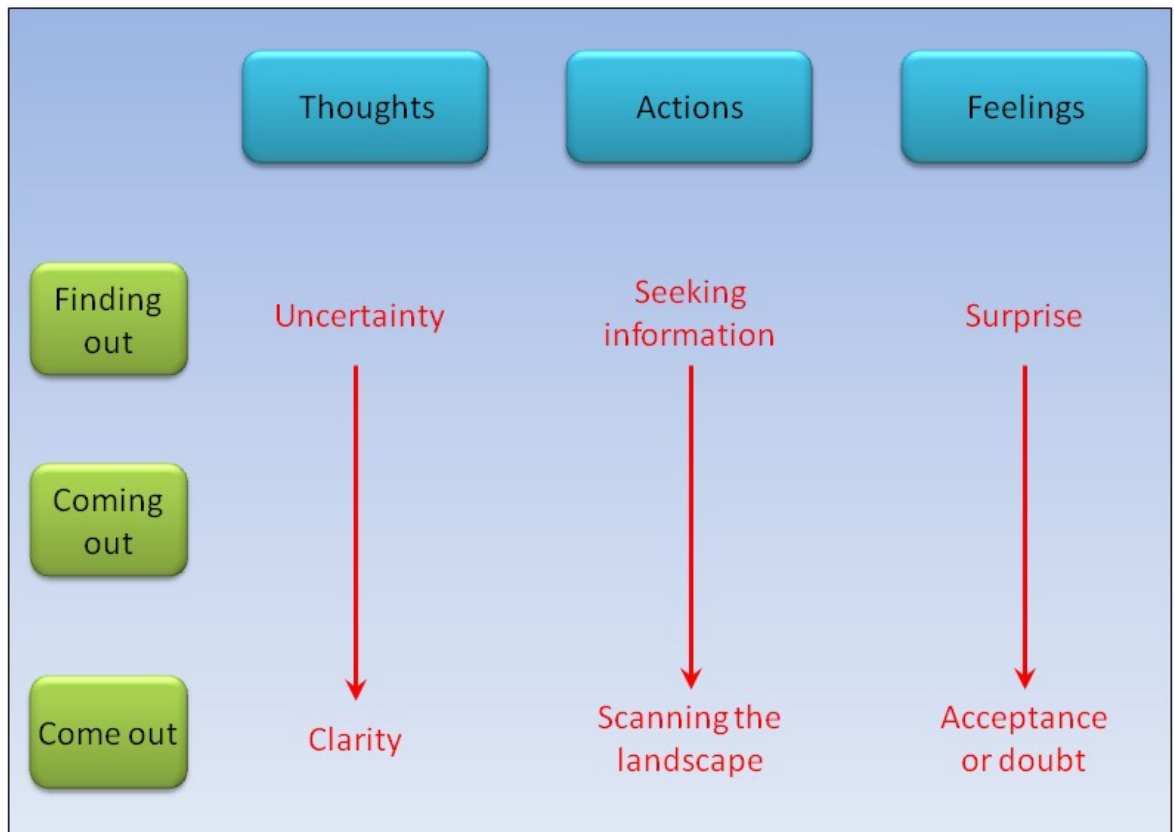 Thoughts
Actions
Feelings
Finding
out
Uncertainty
Seeking
information
Surprise
Coming
out
Come out
Clarity
Scanning the
landscape
Acceptance
or doubt